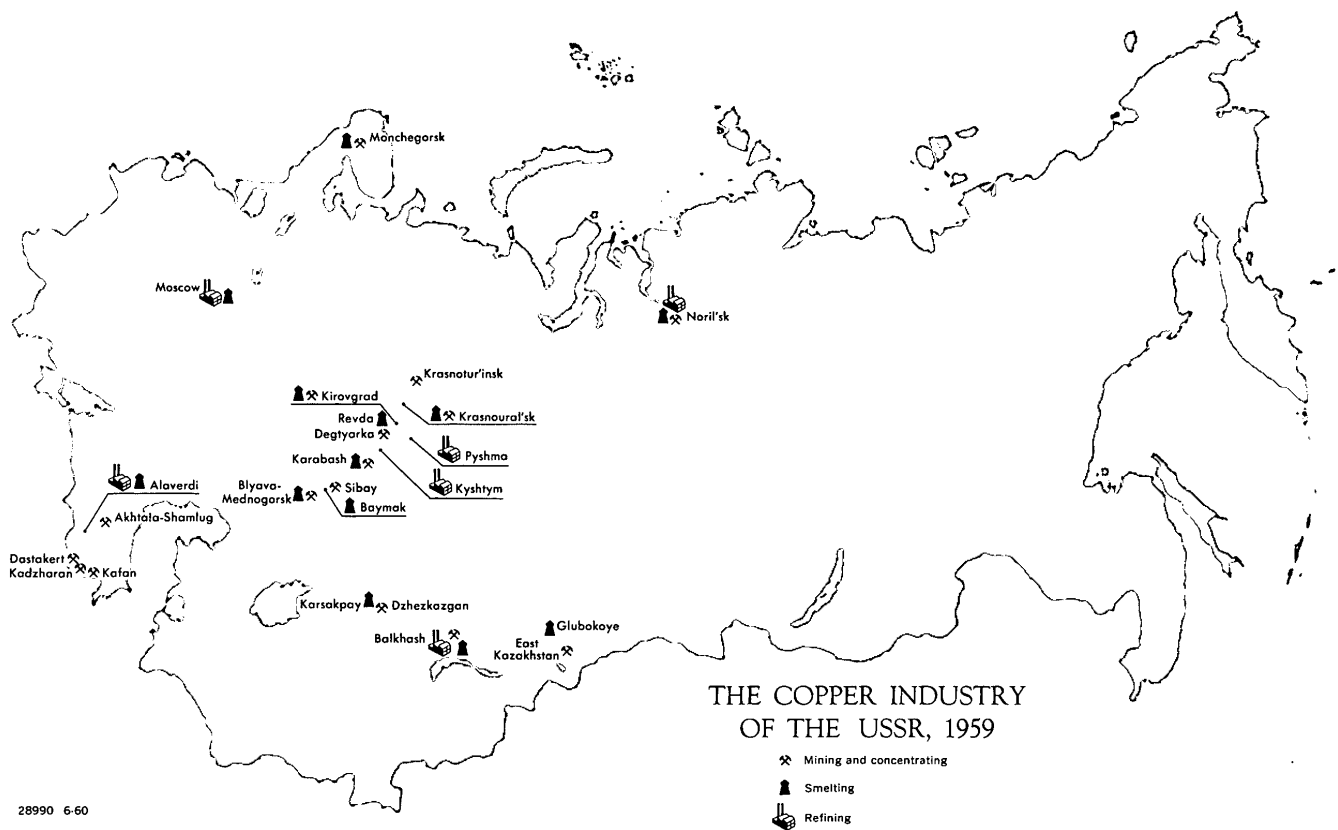 Monchegorsk
Moscow
Noril'sk
Krasnotur'insk
Kirovgrad
Krasnoural'sk
Revda
Degtyarka
Pyshma
Karabash
Kyshtym
Alaverdi
Blyava-
Mednogorsk
Sibay
Baymak
Akhtala-Shamlug
Dastakert
Kadzharan
Kafan
Karsakpay
Dzhezkazgan
Balkhash
Glubokoye
East
Kazakhstan
THE COPPER INDUSTRY
OF THE USSR, 1959
Mining and concentrating
Smelting
Refining
28990 6-60